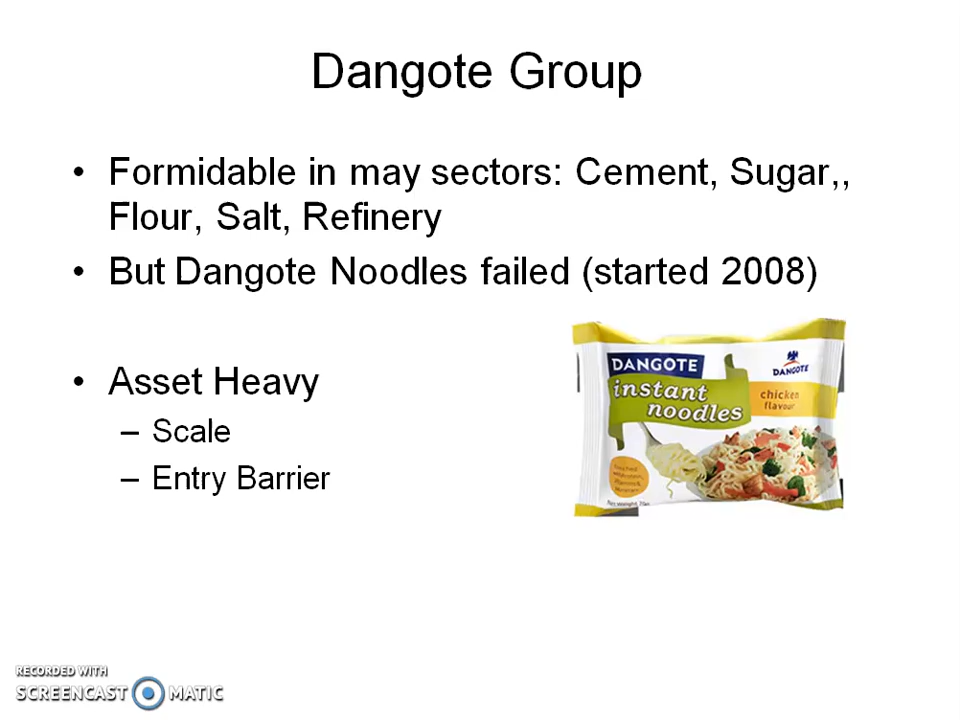 Dangote Group
• Formidable in may sectors: Cement, Sugar,,
Flour, Salt, Refinery
• But Dangote Noodles failed (started 2008)
• Asset Heavy
– Scale
– Entry Barrier
DANGOTE
instant
noodles
DANGOTE
chicken
flavour
RECORDED WITH
SCREENCAST MATIC